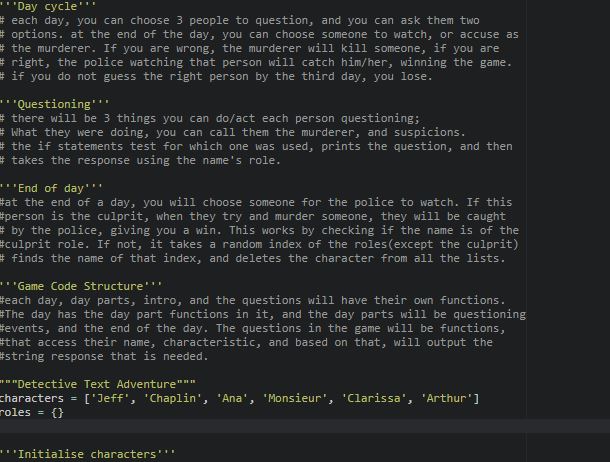 '''Day cycle'''
# each day, you can choose 3 people to question, and you can ask them two
# options. at the end of the day, you can choose someone to watch, or accuse as
# the murderer. If you are wrong, the murderer will kill someone, if you are
# right, the police watching that person will catch him/her, winning the game.
# if you do not guess the right person by the third day, you lose.
'''Questioning'''
# there will be 3 things you can do/act each person questioning;
# What they were doing, you can call them the murderer, and suspicions.
# the if statements test for which one was used, prints the question, and then
# takes the response using the name's role.
'''End of day'''
#at the end of a day, you will choose someone for the police to watch. If this
#person is the culprit, when they try and murder someone, they will be caught
# by the police, giving you a win. This works by checking if the name is of the
#culprit role. If not, it takes a random index of the roles(except the culprit)
# finds the name of that index, and deletes the character from all the lists.
'''Game Code Structure'''
#each day, day parts, intro, and the questions will have their own functions.
#The day has the day part functions in it, and the day parts will be questioning
#events, and the end of the day. The questions in the game will be functions,
#that access their name, characteristic, and based on that, will output the
#string response that is needed.
"""Detective Text Adventure"""
characters = ['Jeff', 'Chaplin', 'Ana', 'Monsieur', 'Clarissa', 'Arthur']
roles = {}
'''Initialise characters'''